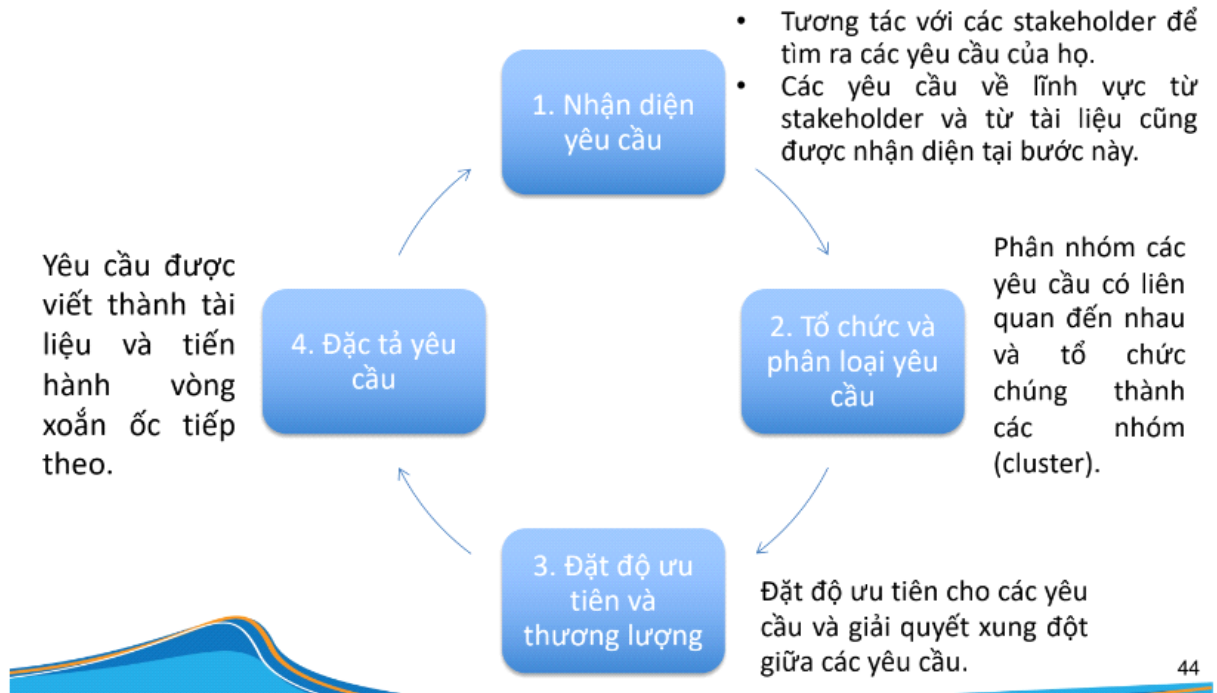 • Tương tác với các stakeholder để
tìm ra các yêu cầu của họ.
• Các yêu cầu về lĩnh vực từ
stakeholder và từ tài liệu cũng
được nhận diện tại bước này.
1. Nhận diện
yêu cầu
2. Tổ chức và
phân loại yêu
cầu
Phân nhóm các
yêu cầu có liên
quan đến nhau
và tổ chức
chúng thành
các nhóm
(cluster).
3. Đặt độ ưu
tiên và
thương lượng
Đặt độ ưu tiên cho các yêu
cầu và giải quyết xung đột
giữa các yêu cầu.
4. Đặc tả yêu
cầu
Yêu cầu được
viết thành tài
liệu và tiến
hành vòng
xoắn ốc tiếp
theo.
44